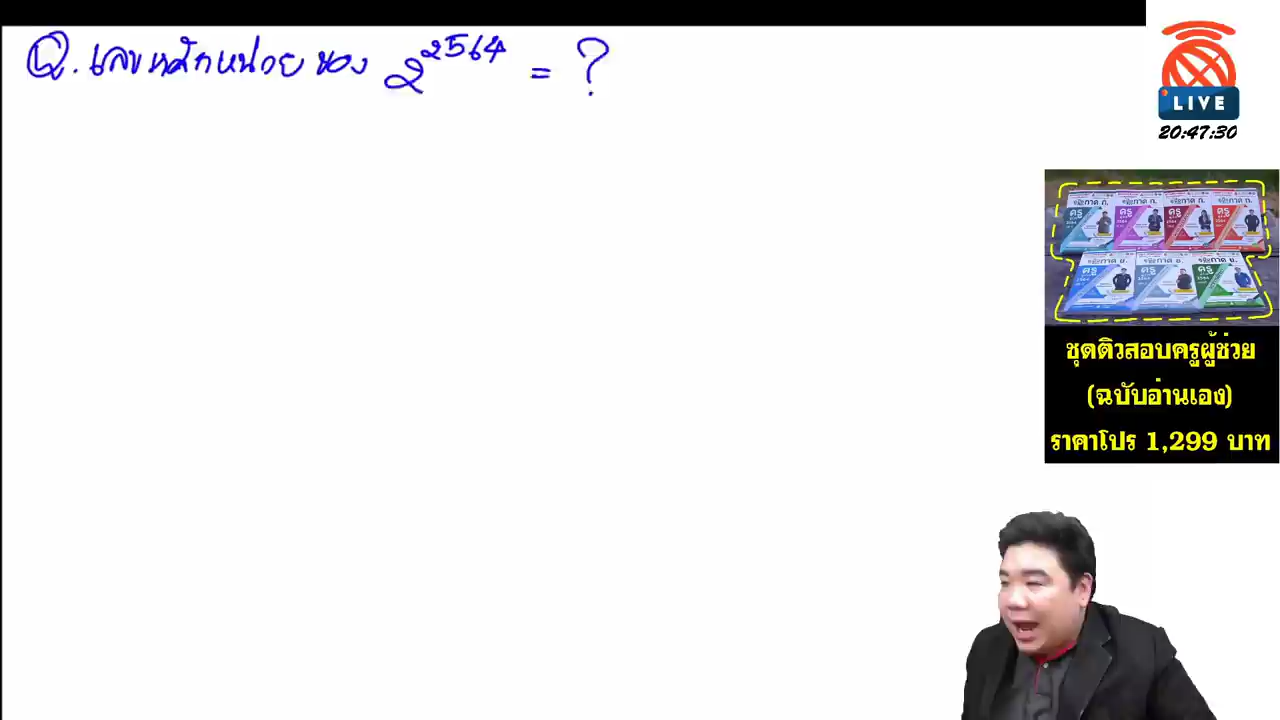 Q. เลขหลักหน่วย ของ 2^2564 = ?
LIVE
20:47:30
ชุดติวสอบครูผู้ช่วย
(ฉบับอ่านเอง)
ราคาโปร 1,299 บาท